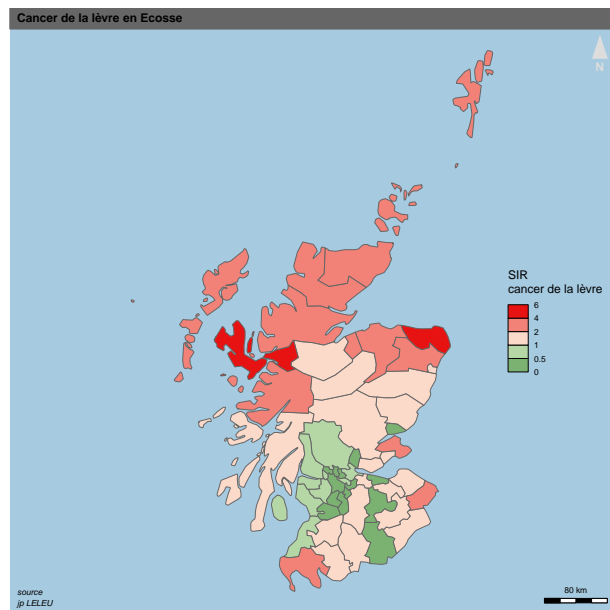 Cancer de la lèvre en Ecosse
N
SIR
cancer de la lèvre
6
4
2
1
0.5
0
source
jp LELEU
80 km